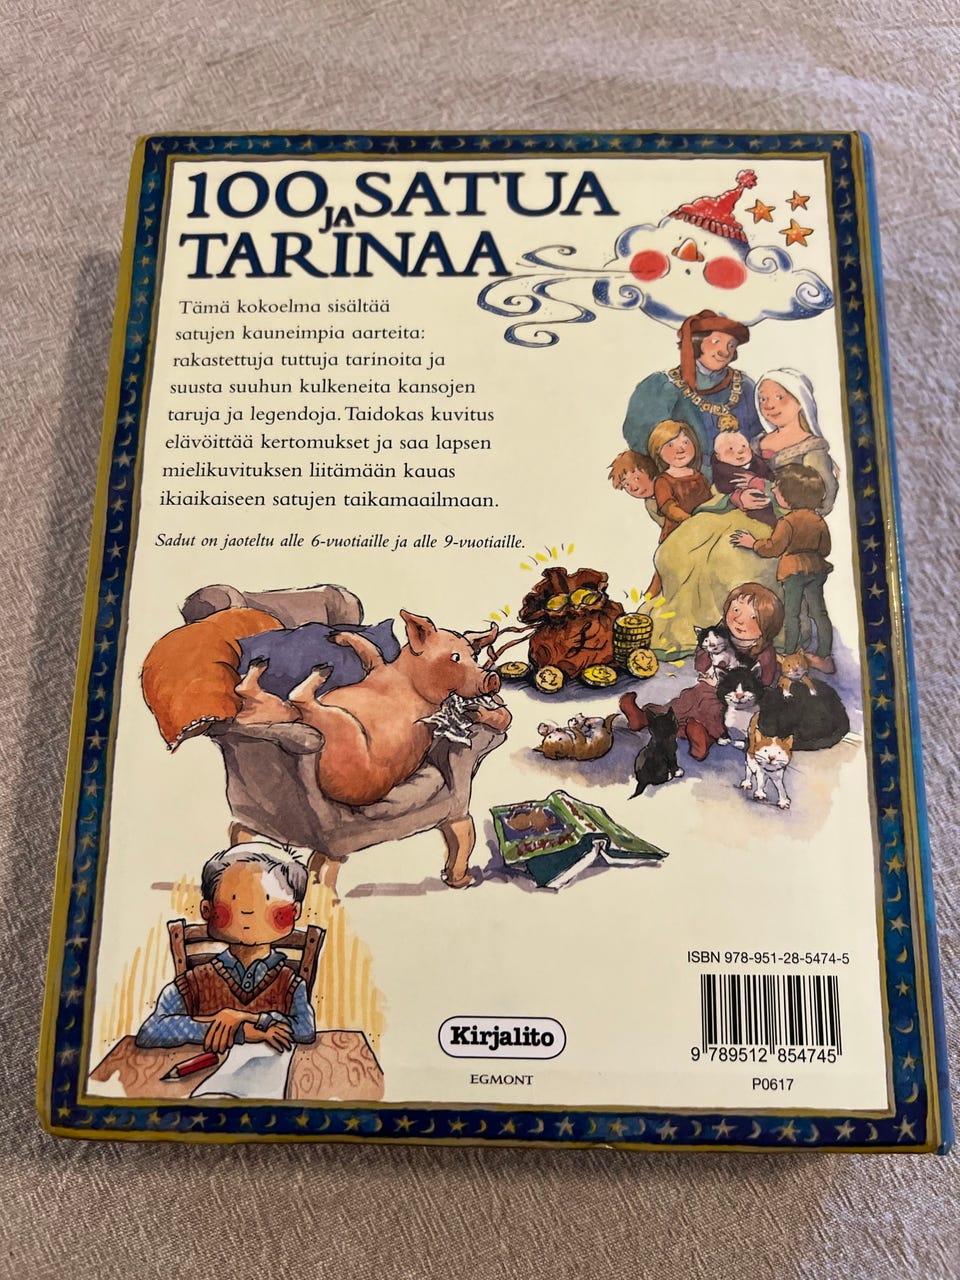 100 JA SATUA
TARINAA
Tämä kokoelma sisältää
satujen kauneimpia aarteita:
rakastettuja tuttuja tarinoita ja
suusta suuhun kulkeneita kansojen
taruja ja legendoja. Taidokas kuvitus
elävöittää kertomukset ja saa lapsen
mielikuvituksen liitämään kauas
ikiaikaiseen satujen taikamaailmaan.
Sadut on jaoteltu alle 6-vuotiaille ja alle 9-vuotiaille.
ISBN 978-951-28-5474-5
9 789512 854745
P0617
Kirjalito
EGMONT